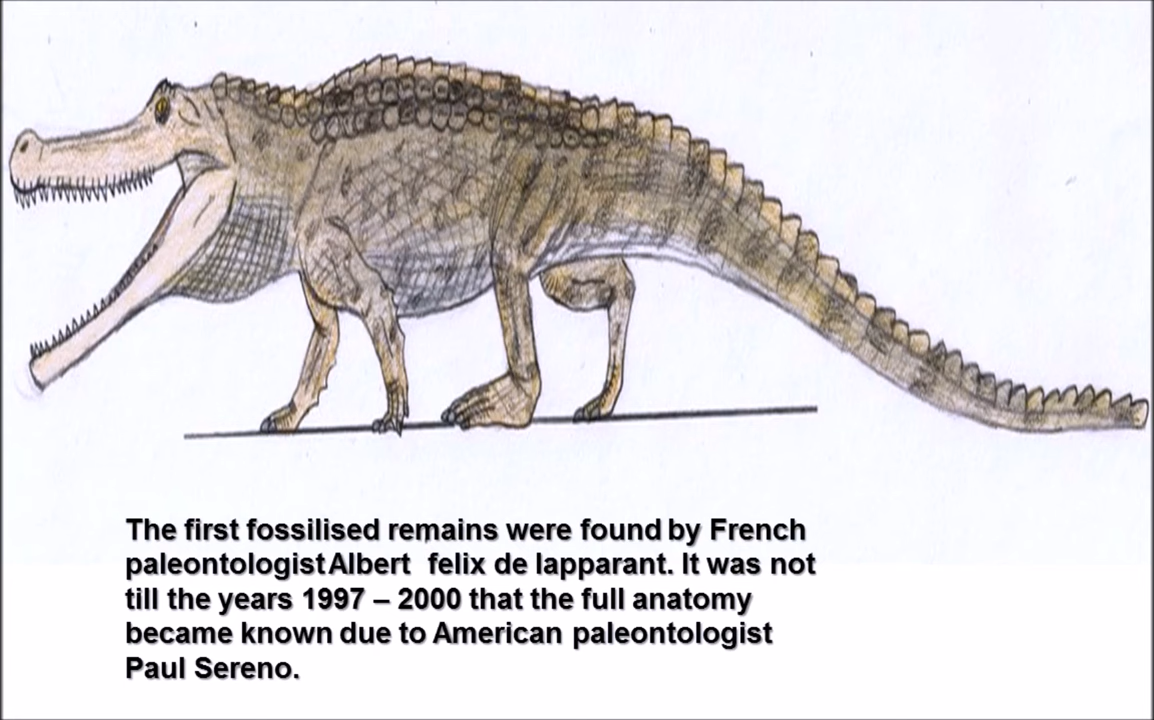 The first fossilised remains were found by French
paleontologist Albert felix de lapparant. It was not
till the years 1997 – 2000 that the full anatomy
became known due to American paleontologist
Paul Sereno.